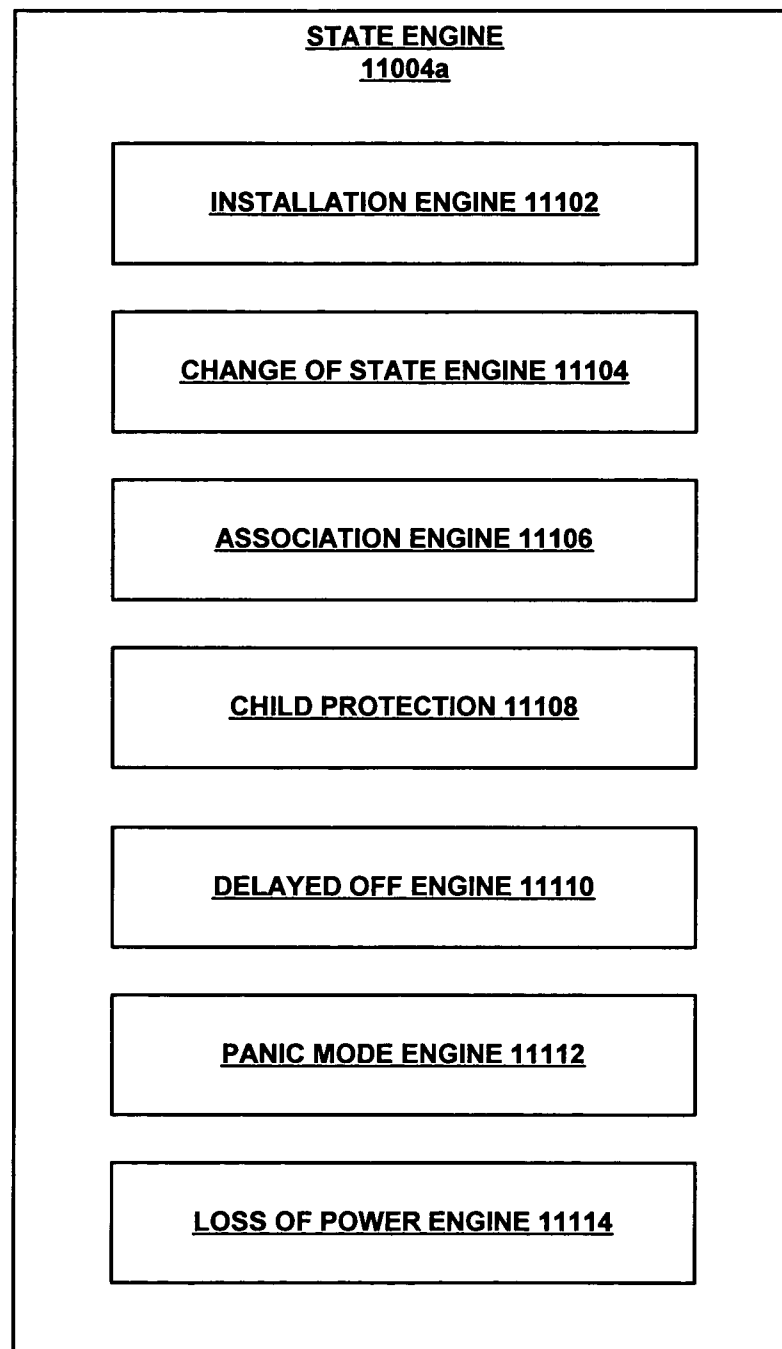 STATE ENGINE
11004a
INSTALLATION ENGINE 11102
CHANGE OF STATE ENGINE 11104
ASSOCIATION ENGINE 11106
CHILD PROTECTION 11108
DELAYED OFF ENGINE 11110
PANIC MODE ENGINE 11112
LOSS OF POWER ENGINE 11114